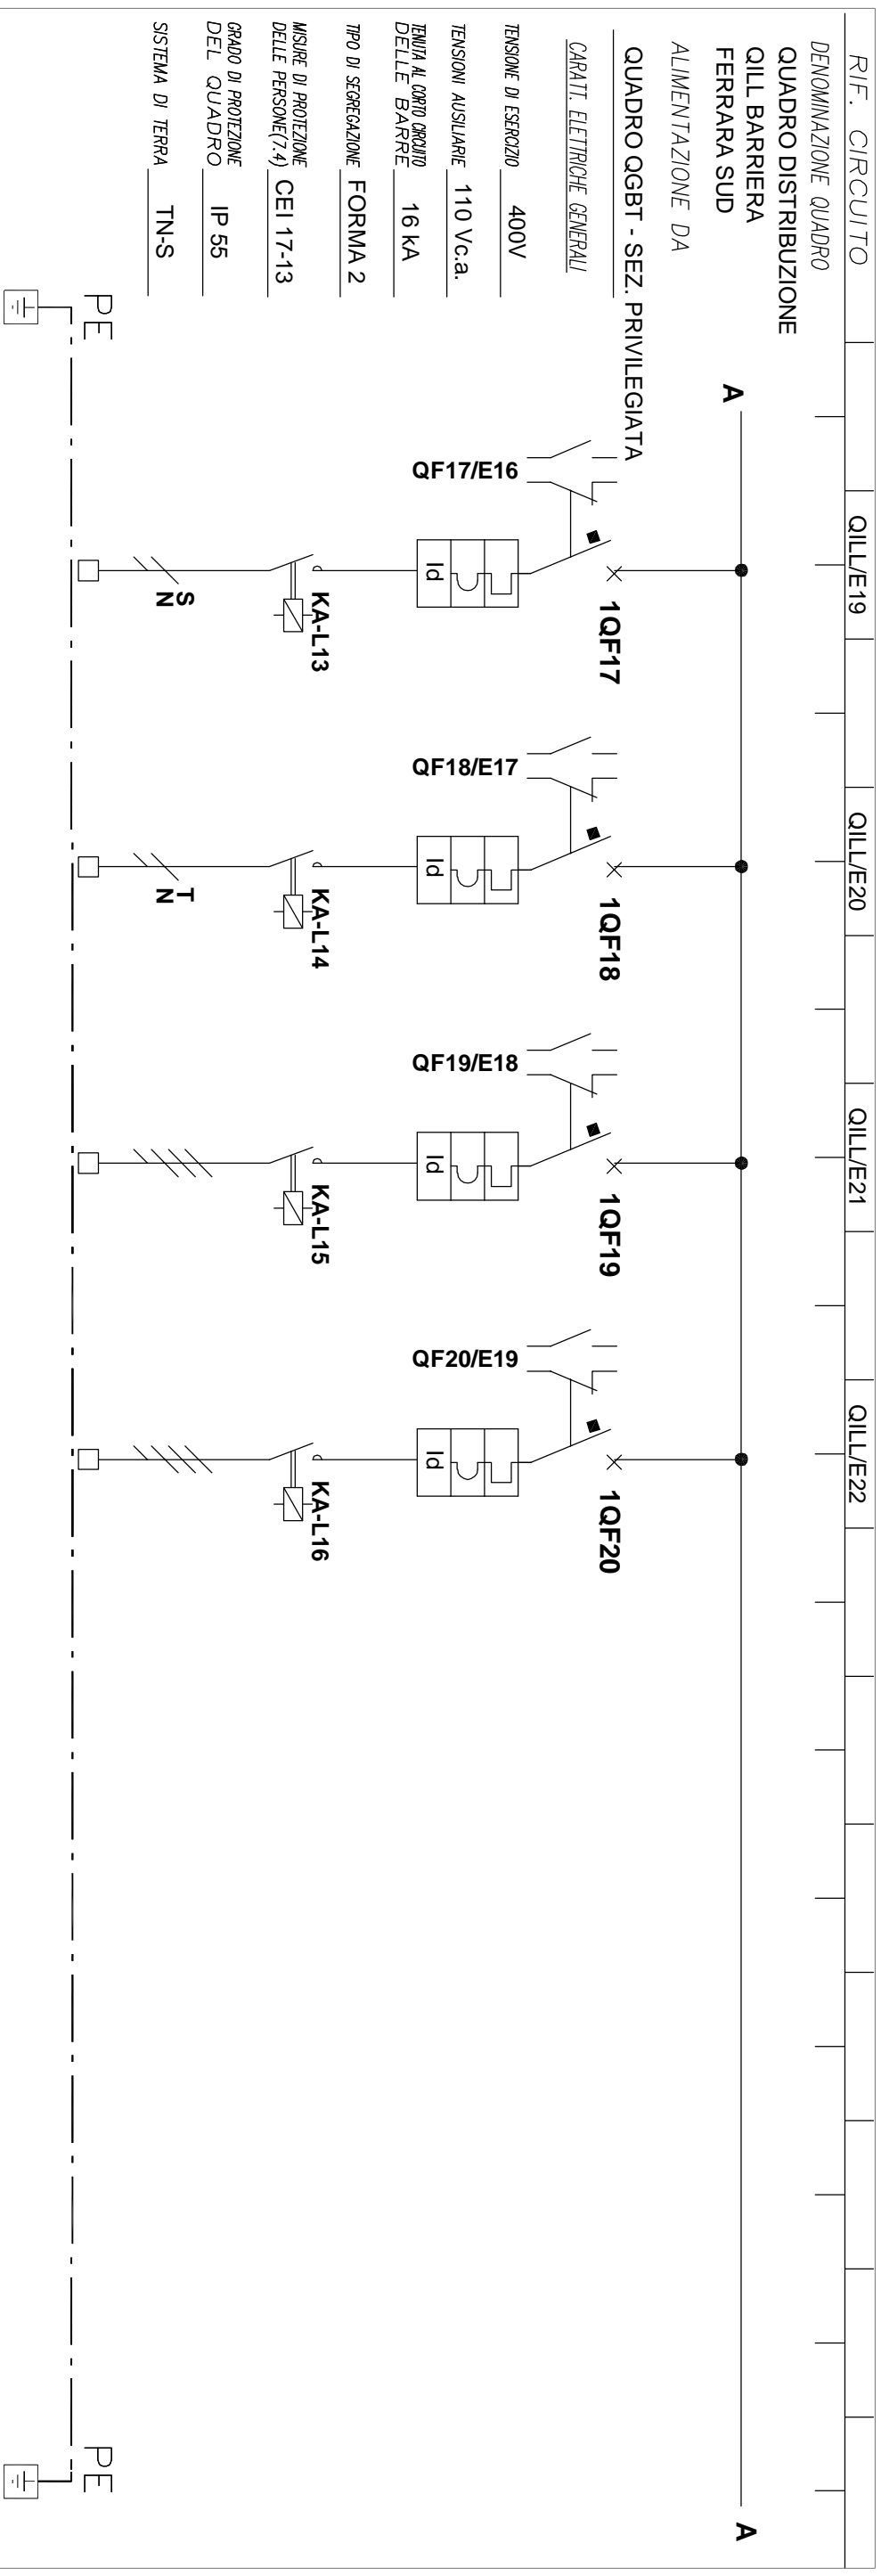 RIF. CIRCUITO
QILL/E19
QILL/E20
QILL/E21
QILL/E22
DENOMINAZIONE QUADRO
QUADRO DISTRIBUZIONE
QILL BARRIERA
FERRARA SUD
ALIMENTAZIONE DA
QUADRO QGBT - SEZ. PRIVILEGIATA
CARATT. ELETTRICHE GENERALI
TENSIONE DI ESERCIZIO 400V
TENSIONI AUSILIARIE 110 Vc.a.
TENUTA AL CORTO CIRCUITO
DELLE BARRE 16 kA
TIPO DI SEGREGAZIONE FORMA 2
MISURE DI PROTEZIONE
DELLE PERSONE(7.4) CEI 17-13
GRADO DI PROTEZIONE
DEL QUADRO IP 55
SISTEMA DI TERRA TN-S
A
A
1QF17
QF17/E16
Id
KA-L13
S
N
1QF18
QF18/E17
Id
KA-L14
T
N
1QF19
QF19/E18
Id
KA-L15
1QF20
QF20/E19
Id
KA-L16
PE
PE